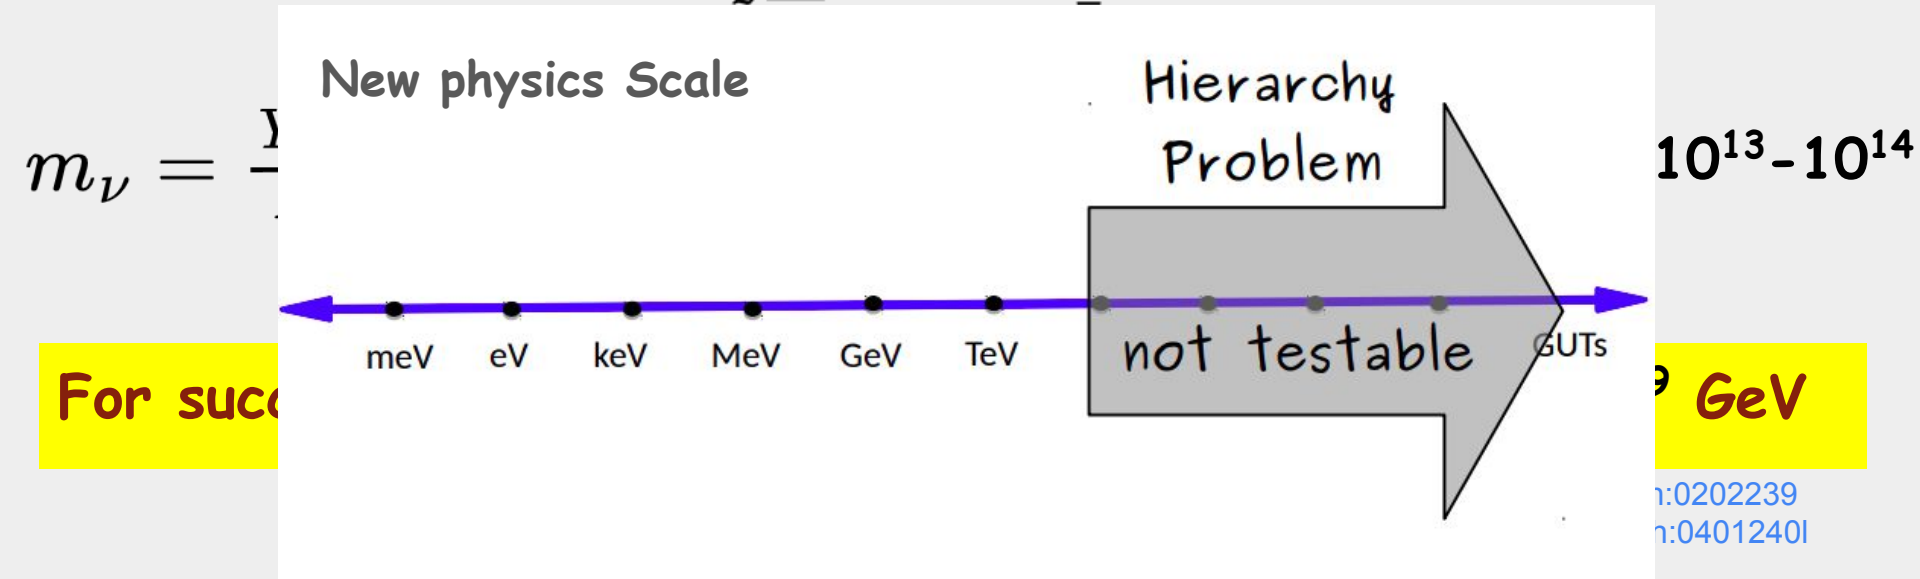 New physics Scale
Hierarchy
Problem
m_ν =
10¹³-10¹⁴
meV eV keV MeV GeV TeV
not testable
GUTs
For
GeV
:0202239
:0401240l